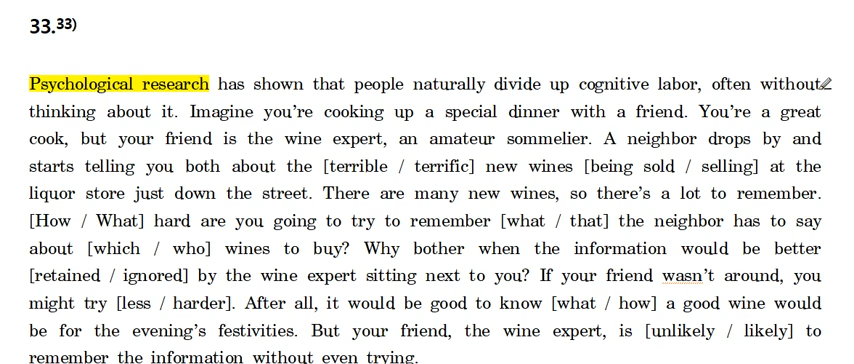 33.33)
Psychological research has shown that people naturally divide up cognitive labor, often without
thinking about it. Imagine you're cooking up a special dinner with a friend. You're a great
cook, but your friend is the wine expert, an amateur sommelier. A neighbor drops by and
starts telling you both about the [terrible / terrific] new wines [being sold / selling] at the
liquor store just down the street. There are many new wines, so there's a lot to remember.
[How / What] hard are you going to try to remember [what / that] the neighbor has to say
about [which / who] wines to buy? Why bother when the information would be better
[retained / ignored] by the wine expert sitting next to you? If your friend wasn't around, you
might try [less / harder]. After all, it would be good to know [what / how] a good wine would
be for the evening's festivities. But your friend, the wine expert, is [unlikely / likely] to
remember the information without even trying.